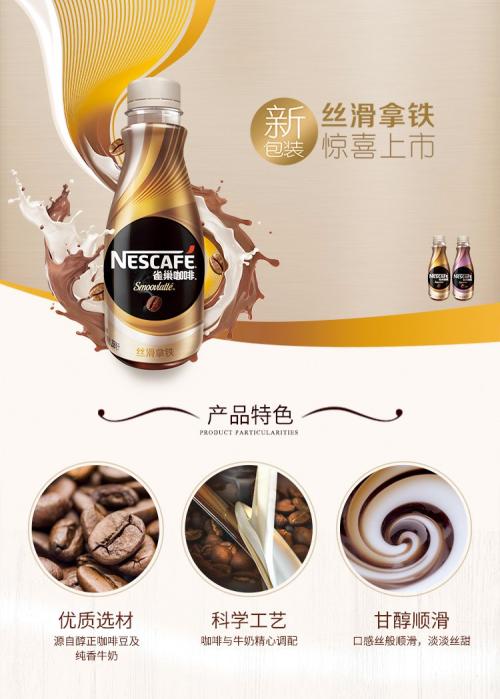 新
包装
丝滑拿铁
惊喜上市
NESCAFÉ
雀巢咖啡
Smoovlatté
丝滑拿铁
产品特色
PRODUCT PARTICULARITIES
优质选材
源自醇正咖啡豆及
纯香牛奶
科学工艺
咖啡与牛奶精心调配
甘醇顺滑
口感丝般顺滑，淡淡丝甜